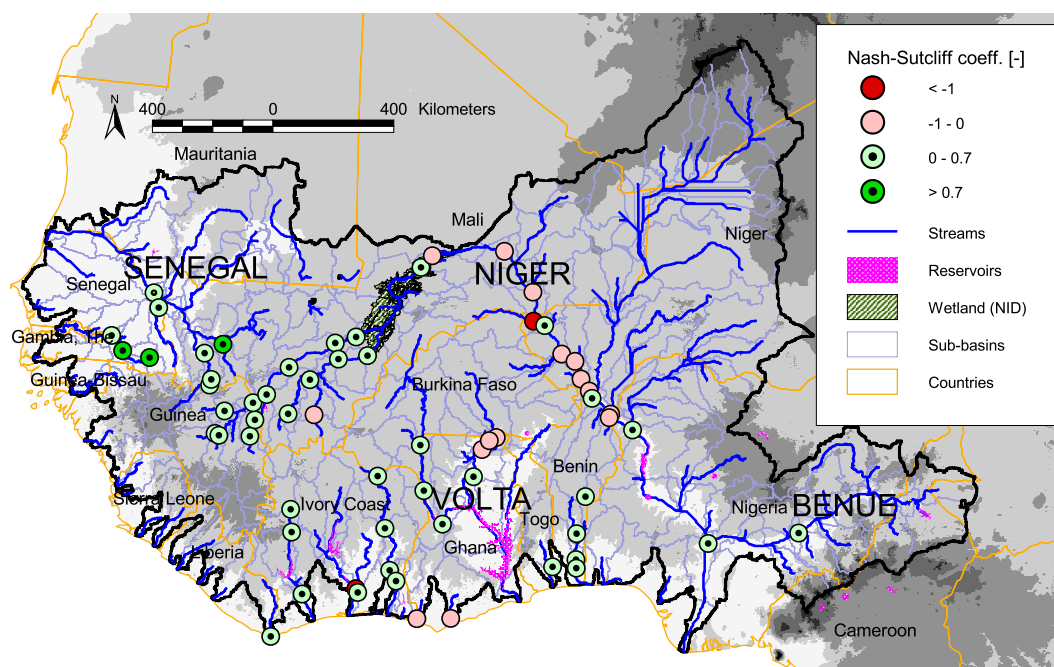 Nash-Sutcliff coeff. [-]
< -1
-1 - 0
0 - 0.7
> 0.7
Streams
Reservoirs
Wetland (NID)
Sub-basins
Countries
N
400 0 400 Kilometers
Mauritania
Mali
Niger
SENEGAL
NIGER
Senegal
Gambia, The
Guinea-Bissau
Burkina Faso
Guinea
Benin
Sierra Leone
Ivory Coast
VOLTA
Togo
Nigeria
BENUE
Liberia
Ghana
Cameroon